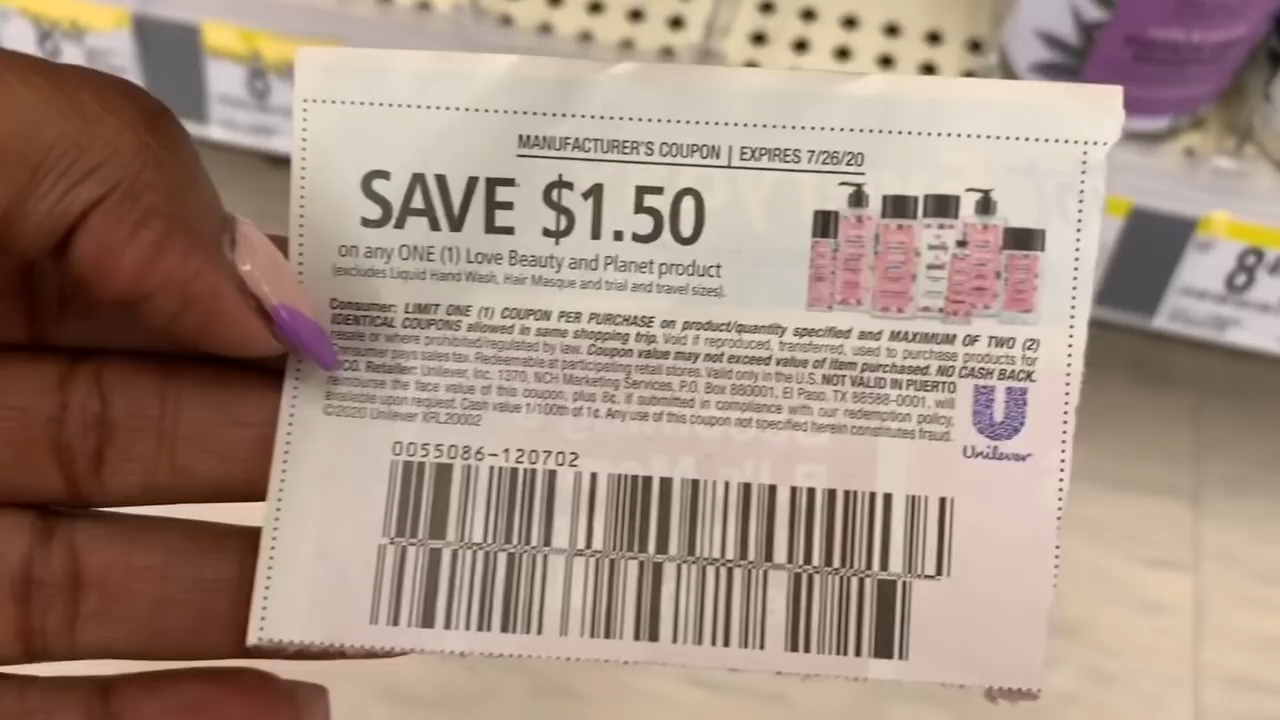 MANUFACTURER'S COUPON | EXPIRES 7/26/20
SAVE $1.50
on any ONE (1) Love Beauty and Planet product
(excludes Liquid Hand Wash, Hair Masque and trial and travel sizes).
Consumer: LIMIT ONE (1) COUPON PER PURCHASE on product/quantity specified and MAXIMUM OF TWO (2)
IDENTICAL COUPONS allowed in same shopping trip. Void if reproduced, transferred, used to purchase products for
resale or where prohibited/regulated by law. Coupon value may not exceed value of item purchased. NO CASH BACK.
Consumer pays sales tax. Redeemable at participating retail stores. Valid only in the U.S. NOT VALID IN PUERTO
RICO. Retailer: Unilever, Inc. 1370, NCH Marketing Services, P.O. Box 880001, El Paso, TX 88588-0001, will
reimburse the face value of this coupon, plus 8¢, if submitted in compliance with our redemption policy,
available upon request. Cash value 1/100th of 1¢. Any use of this coupon not specified herein constitutes fraud.
©2020 Unilever XFL20002
Unilever
0055086-120702
8